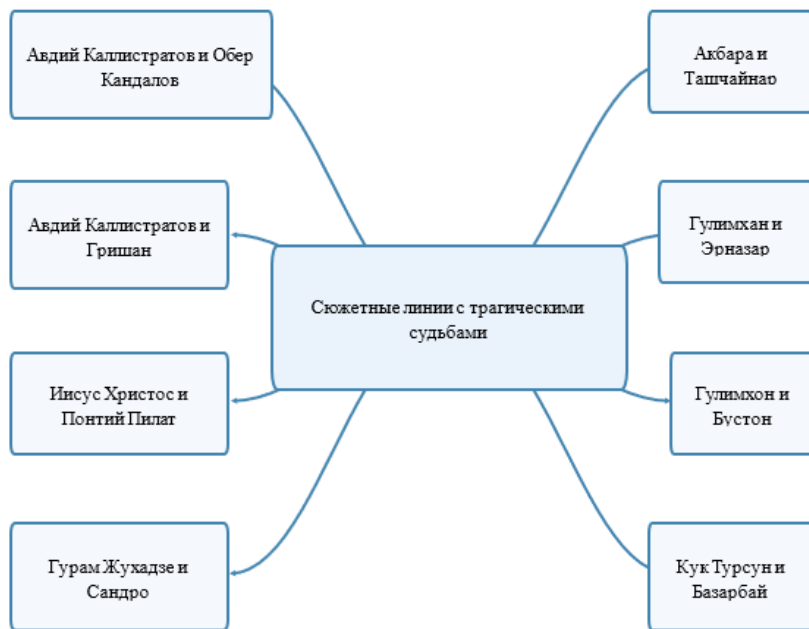 Авдий Каллистратов и Обер
Кандалов
Авдий Каллистратов и
Гришан
Иисус Христос и
Понтий Пилат
Гурам Жухадзе и
Сандро
Сюжетные линии с трагическими
судьбами
Акбара и
Ташчайнар
Гулимхан и
Эрназар
Гулимхон и
Бустон
Кук Турсун и
Базарбай